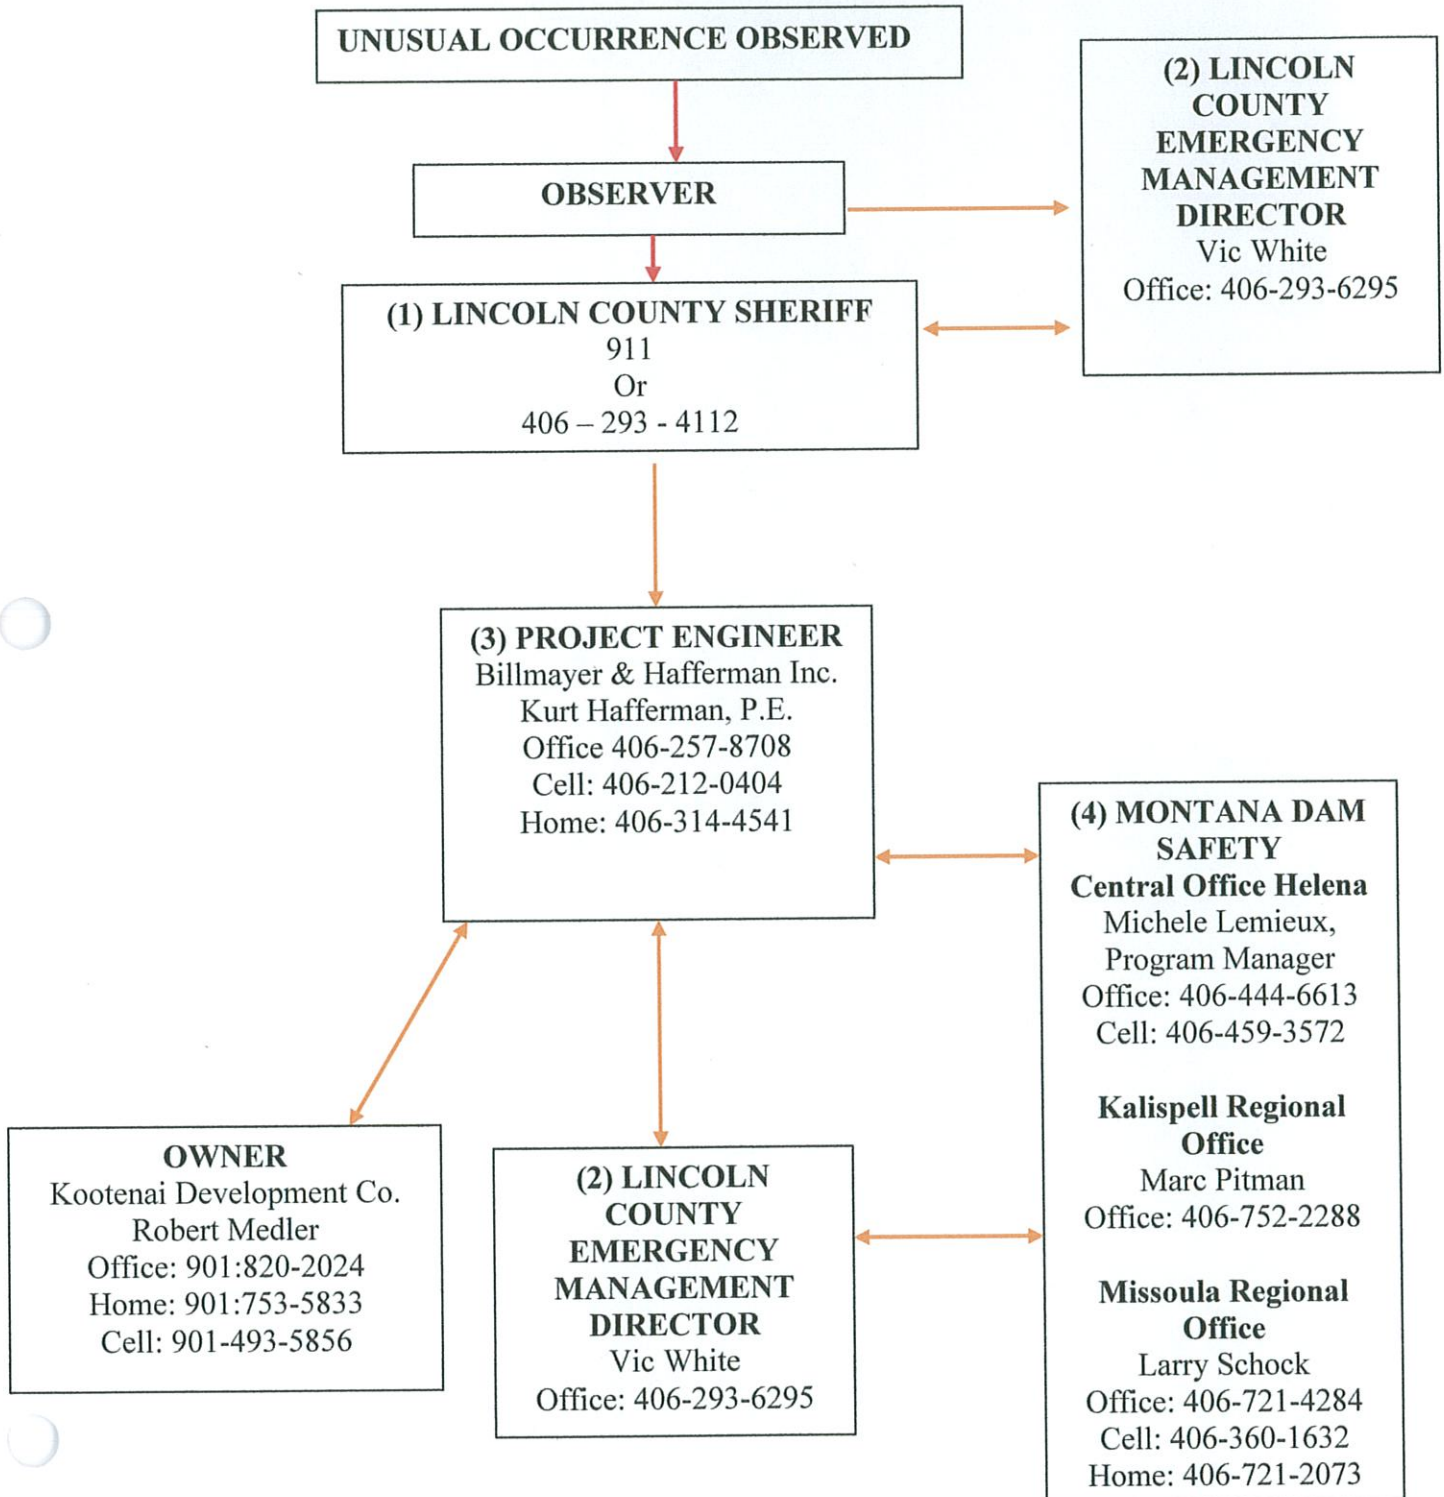 UNUSUAL OCCURRENCE OBSERVED
OBSERVER
(2) LINCOLN
COUNTY
EMERGENCY
MANAGEMENT
DIRECTOR
Vic White
Office: 406-293-6295
(1) LINCOLN COUNTY SHERIFF
911
Or
406 – 293 - 4112
(3) PROJECT ENGINEER
Billmayer & Hafferman Inc.
Kurt Hafferman, P.E.
Office 406-257-8708
Cell: 406-212-0404
Home: 406-314-4541
(4) MONTANA DAM
SAFETY
Central Office Helena
Michele Lemieux,
Program Manager
Office: 406-444-6613
Cell: 406-459-3572
Kalispell Regional
Office
Marc Pitman
Office: 406-752-2288
Missoula Regional
Office
Larry Schock
Office: 406-721-4284
Cell: 406-360-1632
Home: 406-721-2073
OWNER
Kootenai Development Co.
Robert Medler
Office: 901:820-2024
Home: 901:753-5833
Cell: 901-493-5856
(2) LINCOLN
COUNTY
EMERGENCY
MANAGEMENT
DIRECTOR
Vic White
Office: 406-293-6295